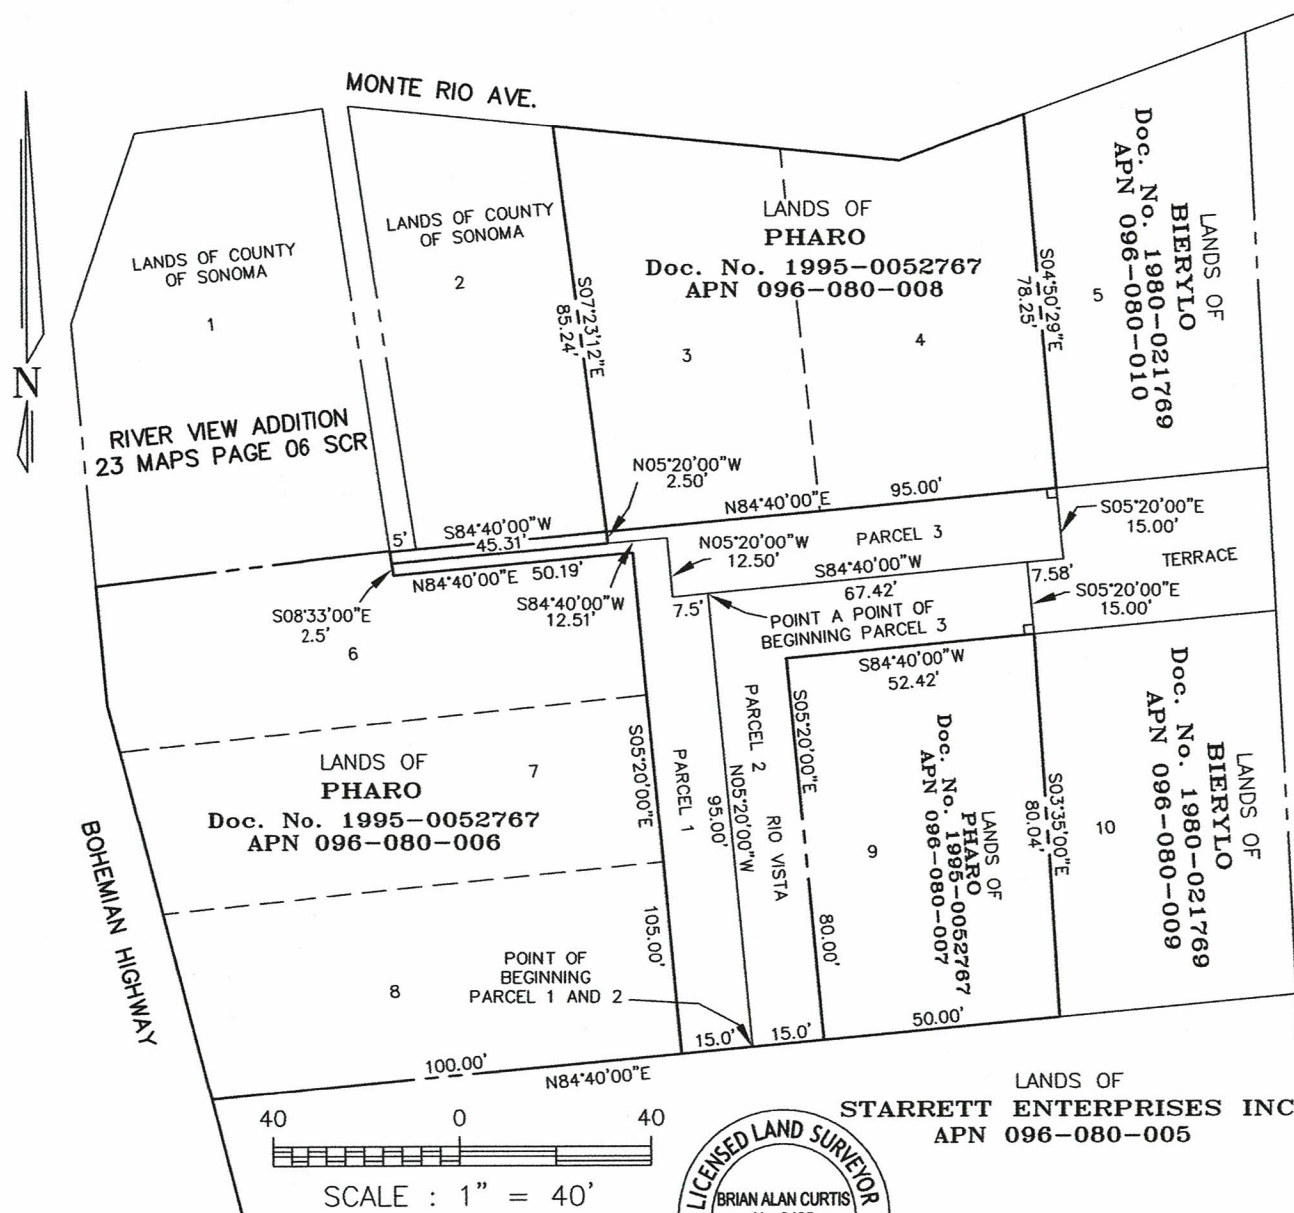 MONTE RIO AVE.
LANDS OF COUNTY
OF SONOMA
1
LANDS OF COUNTY
OF SONOMA
2
LANDS OF
PHARO
Doc. No. 1995-0052767
APN 096-080-008
3
4
S07°23'12"E
85.24'
S04°50'29"E
78.25'
5
LANDS OF
BIERYLO
Doc. No. 1980-021769
APN 096-080-010
N
RIVER VIEW ADDITION
23 MAPS PAGE 06 SCR
N05°20'00"W
2.50'
N84°40'00"E
95.00'
5'
S84°40'00"W
45.31'
N84°40'00"E 50.19'
S08°33'00"E
2.5'
S84°40'00"W
12.51'
N05°20'00"W
12.50'
PARCEL 3
S84°40'00"W
67.42'
S05°20'00"E
15.00'
7.58'
TERRACE
S05°20'00"E
15.00'
7.5'
POINT A POINT OF
BEGINNING PARCEL 3
6
S84°40'00"W
52.42'
LANDS OF
PHARO
Doc. No. 1995-0052767
APN 096-080-006
7
S05°20'00"E
105.00'
PARCEL 1
PARCEL 2
N05°20'00"W
95.00'
RIO VISTA
S05°20'00"E
80.00'
9
LANDS OF
PHARO
Doc. No. 1995-0052767
APN 096-080-007
S03°35'00"E
80.04'
10
LANDS OF
BIERYLO
Doc. No. 1980-021769
APN 096-080-009
BOHEMIAN HIGHWAY
8
POINT OF
BEGINNING
PARCEL 1 AND 2
100.00'
N84°40'00"E
15.0'
15.0'
50.00'
LANDS OF
STARRETT ENTERPRISES INC
APN 096-080-005
40 0 40
SCALE : 1" = 40'
LICENSED LAND SURVEYOR
BRIAN ALAN CURTIS